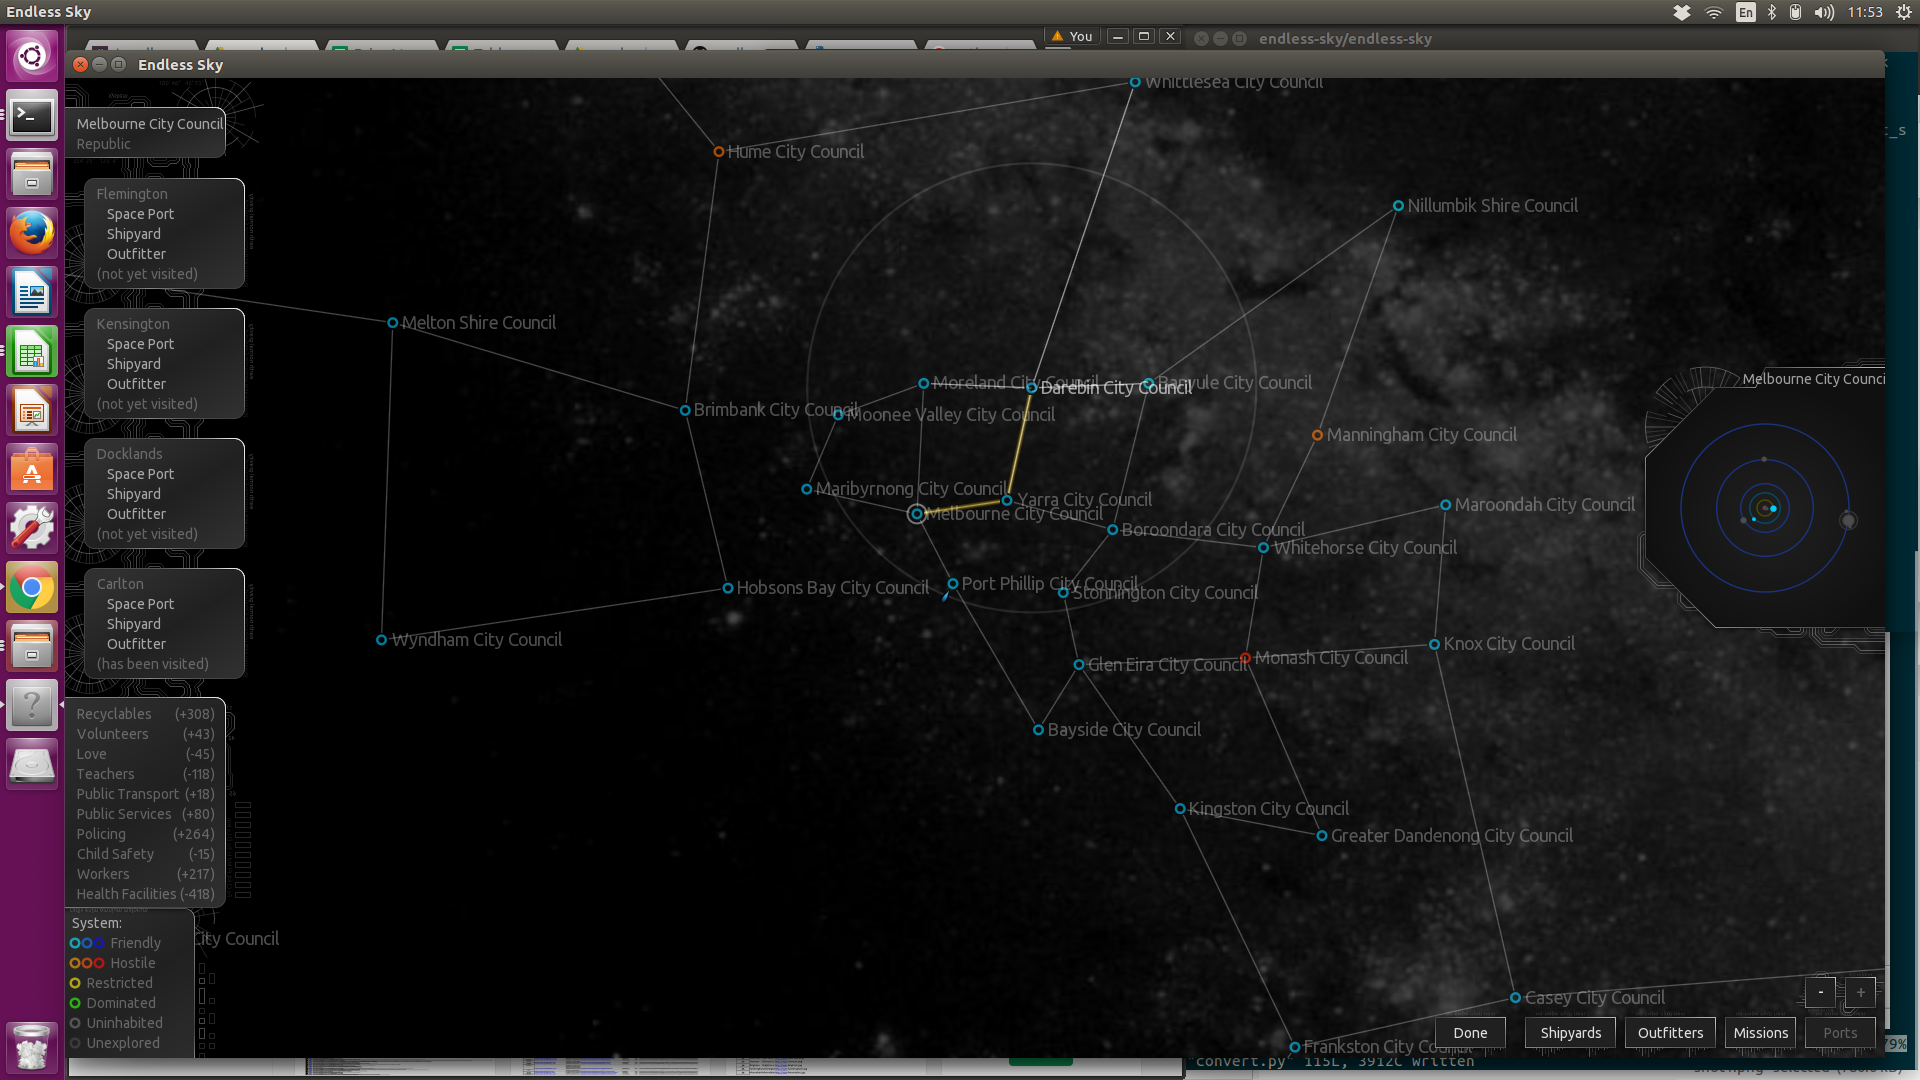 Endless Sky
En
11:53
You
endless-sky/endless-sky
Endless Sky
Whittlesea City Council
Melbourne City Council
Republic
Hume City Council
Flemington
Space Port
Shipyard
Outfitter
(not yet visited)
Nillumbik Shire Council
Kensington
Space Port
Shipyard
Outfitter
(not yet visited)
Melton Shire Council
Moreland City Council
Darebin City Council
Banyule City Council
Melbourne City Counci
Brimbank City Council
Moonee Valley City Council
Manningham City Council
Docklands
Space Port
Shipyard
Outfitter
(not yet visited)
Maribyrnong City Council
Yarra City Council
Melbourne City Council
Maroondah City Council
Boroondara City Council
Whitehorse City Council
Carlton
Space Port
Shipyard
Outfitter
(has been visited)
Hobsons Bay City Council
Port Phillip City Council
Stonnington City Council
Wyndham City Council
Glen Eira City Council
Monash City Council
Knox City Council
Recyclables (+308)
Volunteers (+43)
Love (-45)
Teachers (-118)
Public Transport (+18)
Public Services (+80)
Policing (+264)
Child Safety (-15)
Workers (+217)
Health Facilities (-418)
Bayside City Council
Kingston City Council
Greater Dandenong City Council
System:
Friendly
Hostile
Restricted
Dominated
Uninhabited
Unexplored
City Council
Casey City Council
Frankston City Council
- +
Done
Shipyards
Outfitters
Missions
Ports
79%
"convert.py" 115L, 3912C written